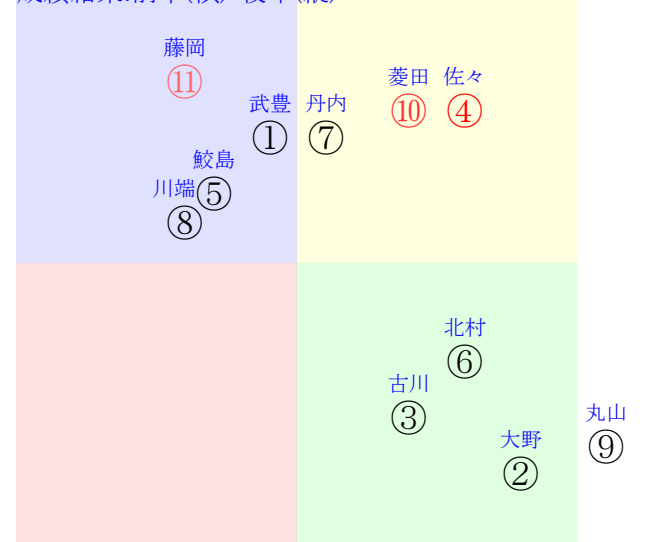 藤岡
⑪
菱田
⑩
佐々
④
武豊
①
丹内
⑦
鮫島
⑤
川端
⑧
北村
⑥
古川
③
丸山
⑨
大野
②